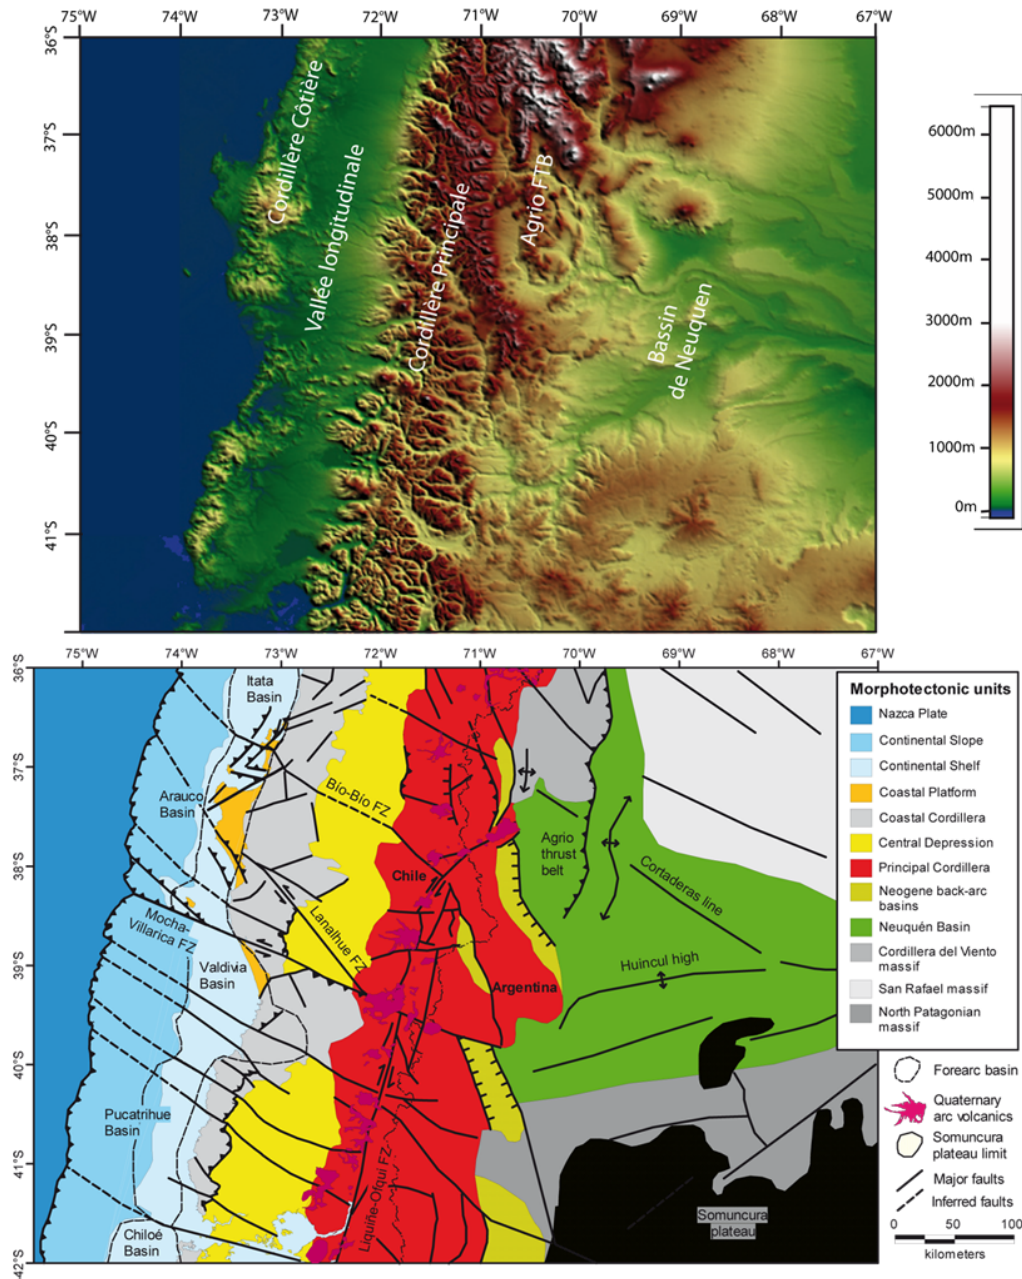 75°W 74°W 73°W 72°W 71°W 70°W 69°W 68°W 67°W
36°S
37°S
38°S
39°S
40°S
41°S
Cordillère Côtière
Vallée longitudinale
Cordillère Principale
Agrio FTB
Bassin
de Neuquen
6000m
5000m
4000m
3000m
2000m
1000m
0m
75°W 74°W 73°W 72°W 71°W 70°W 69°W 68°W 67°W
36°S
37°S
38°S
39°S
40°S
41°S
42°S
Itata
Basin
Arauco
Basin
Bio-Bio FZ
Chile
Agrio
thrust
belt
Cortaderas line
Mocha-
Villarica FZ
Lanalhue FZ
Valdivia
Basin
Huincul high
Argentina
Pucatrihue
Basin
Liquiñe-Ofqui FZ
Chiloé
Basin
Somuncura
plateau
Morphotectonic units
Nazca Plate
Continental Slope
Continental Shelf
Coastal Platform
Coastal Cordillera
Central Depression
Principal Cordillera
Neogene back-arc
basins
Neuquén Basin
Cordillera del Viento
massif
San Rafael massif
North Patagonian
massif
Forearc basin
Quaternary
arc volcanics
Somuncura
plateau limit
Major faults
Inferred faults
0 50 100
kilometers